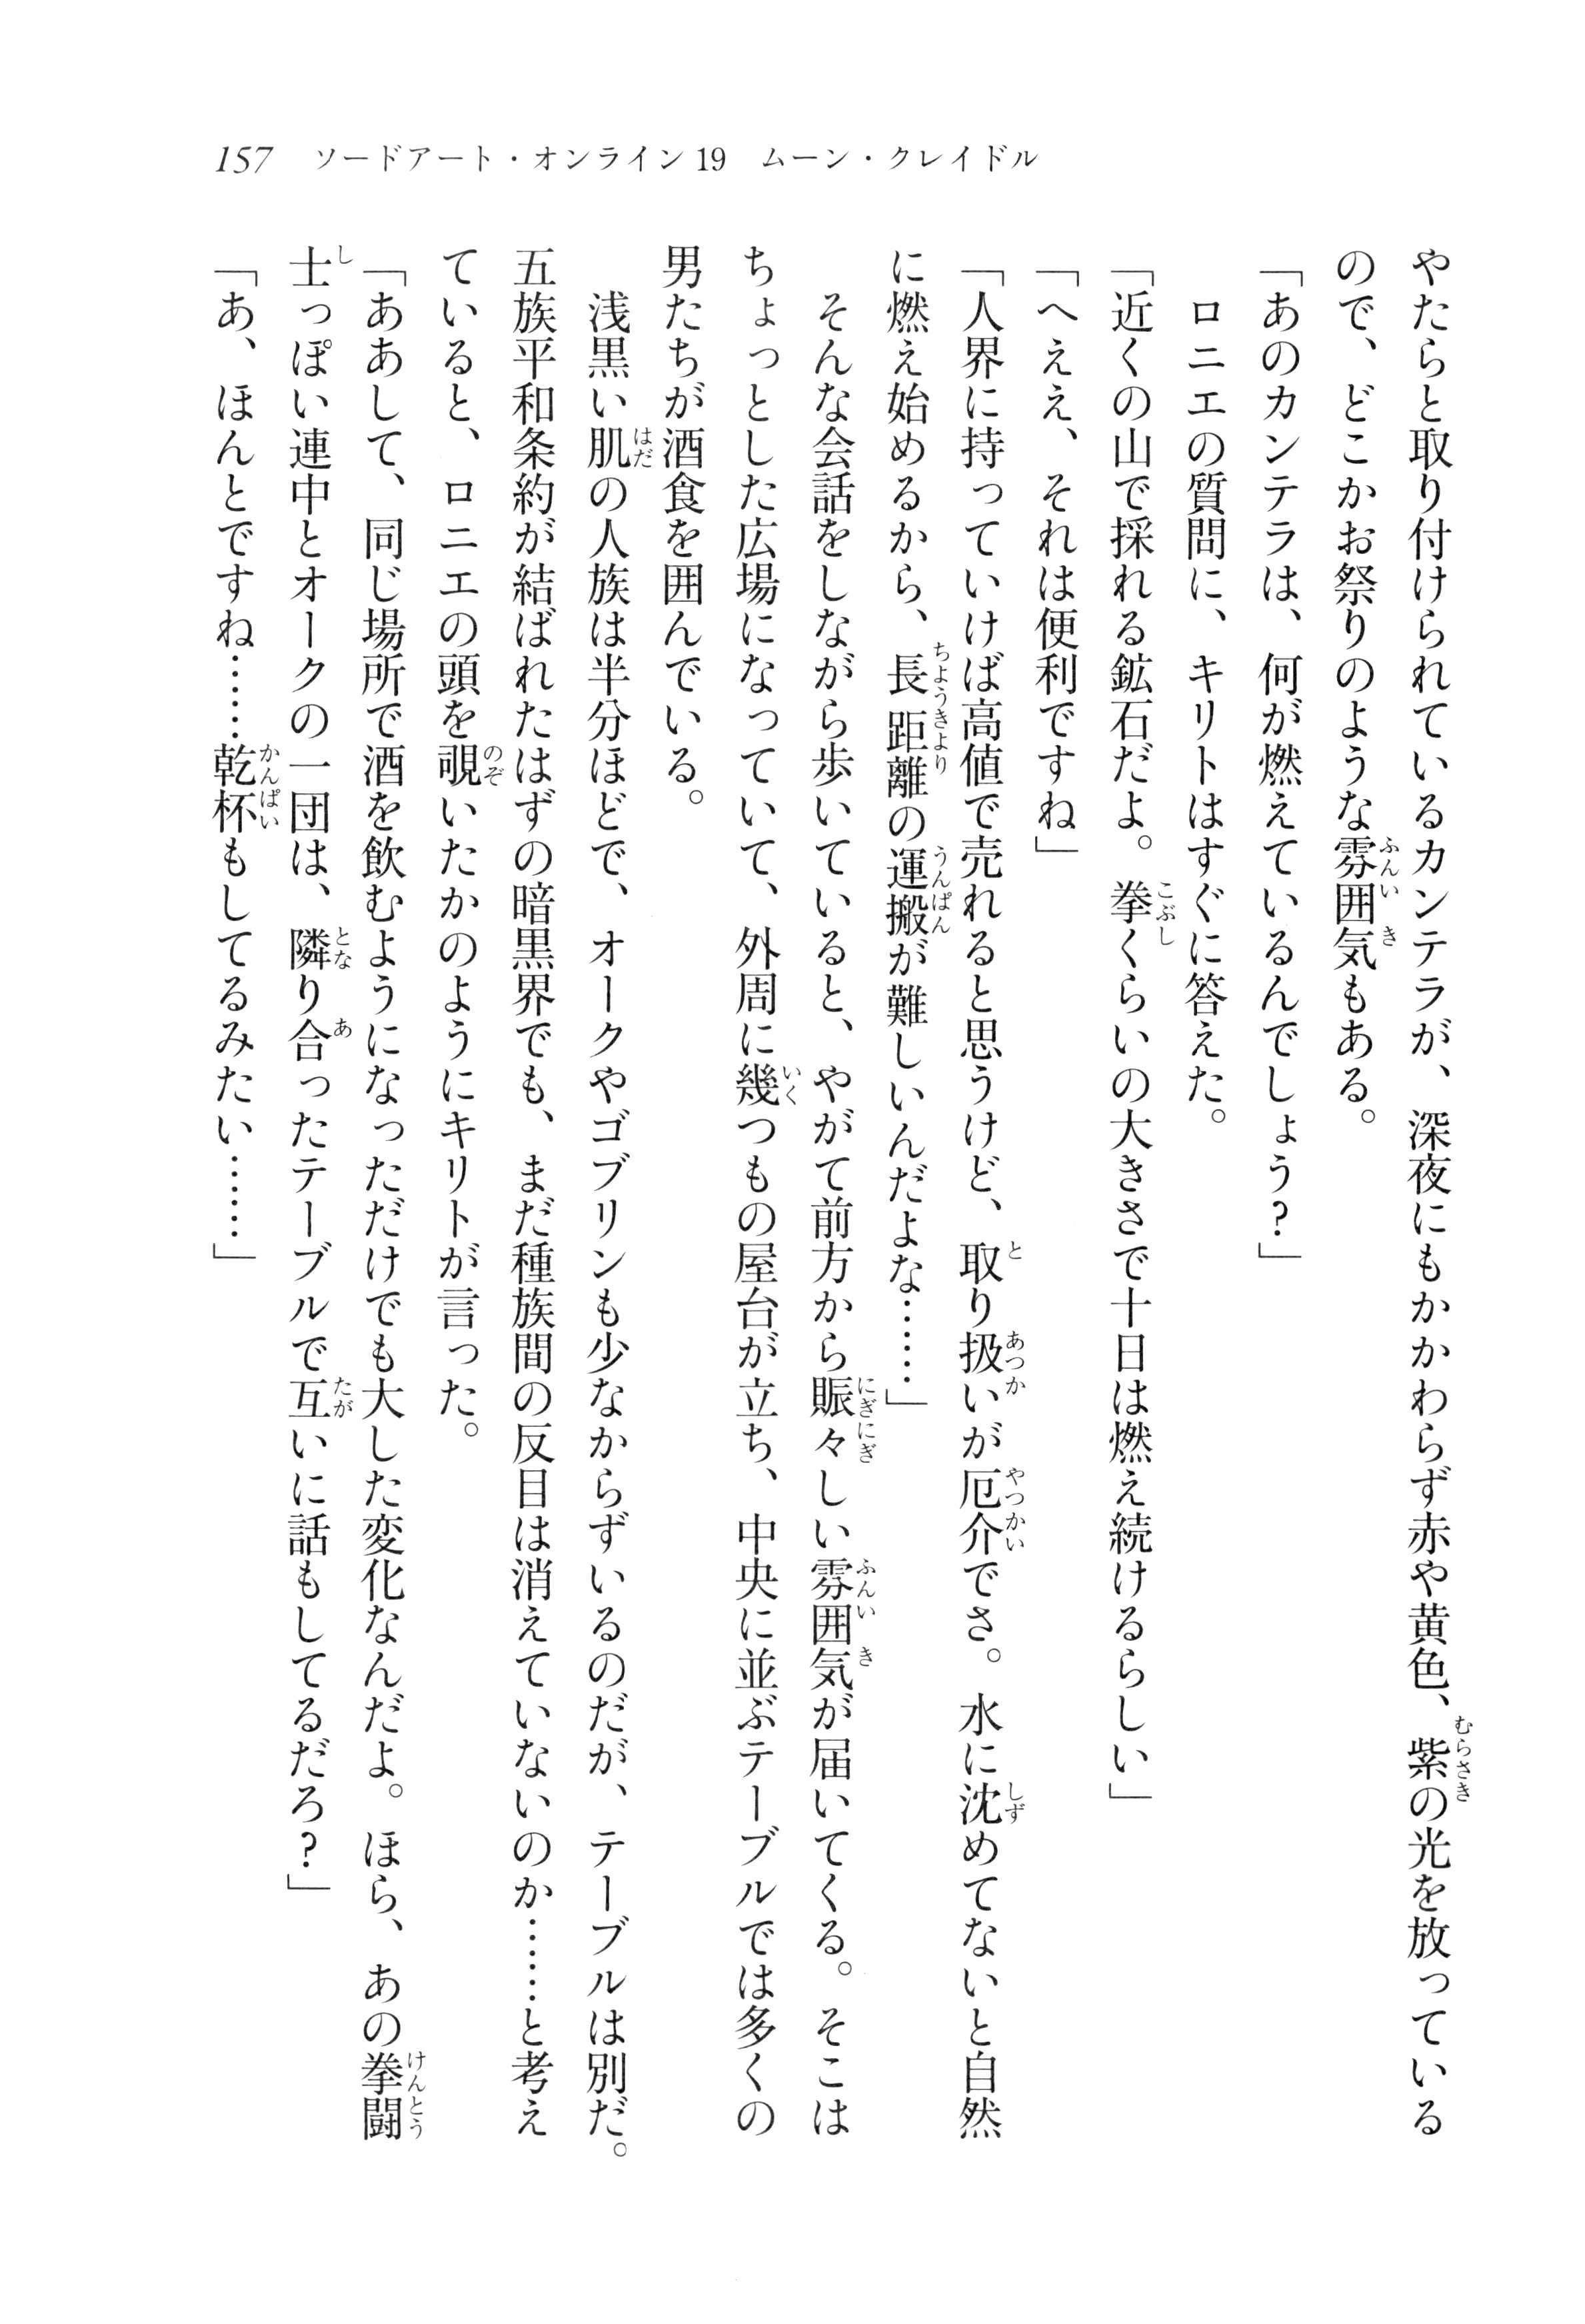 157　ソードアート・オンライン19　ムーン・クレイドル
やたらと取り付けられているカンテラが、深夜にもかかわらず赤や黄色、紫の光を放っている
ので、どこかお祭りのような雰囲気もある。
「あのカンテラは、何が燃えているんでしょう？」
　ロニエの質問に、キリトはすぐに答えた。
「近くの山で採れる鉱石だよ。拳くらいの大きさで十日は燃え続けるらしい」
「へええ、それは便利ですね」
「人界に持っていけば高値で売れると思うけど、取り扱いが厄介でさ。水に沈めてないと自然
に燃え始めるから、長距離の運搬が難しいんだよな……」
　そんな会話をしながら歩いていると、やがて前方から賑々しい雰囲気が届いてくる。そこは
ちょっとした広場になっていて、外周に幾つもの屋台が立ち、中央に並ぶテーブルでは多くの
男たちが酒食を囲んでいる。
　浅黒い肌の人族は半分ほどで、オークやゴブリンも少なからずいるのだが、テーブルは別だ。
五族平和条約が結ばれたはずの暗黒界でも、まだ種族間の反目は消えていないのか……と考え
ていると、ロニエの頭を覗いたかのようにキリトが言った。
「ああして、同じ場所で酒を飲むようになっただけでも大した変化なんだよ。ほら、あの拳闘
士っぽい連中とオークの一団は、隣り合ったテーブルで互いに話もしてるだろ？」
「あ、ほんとですね……乾杯もしてるみたい……」